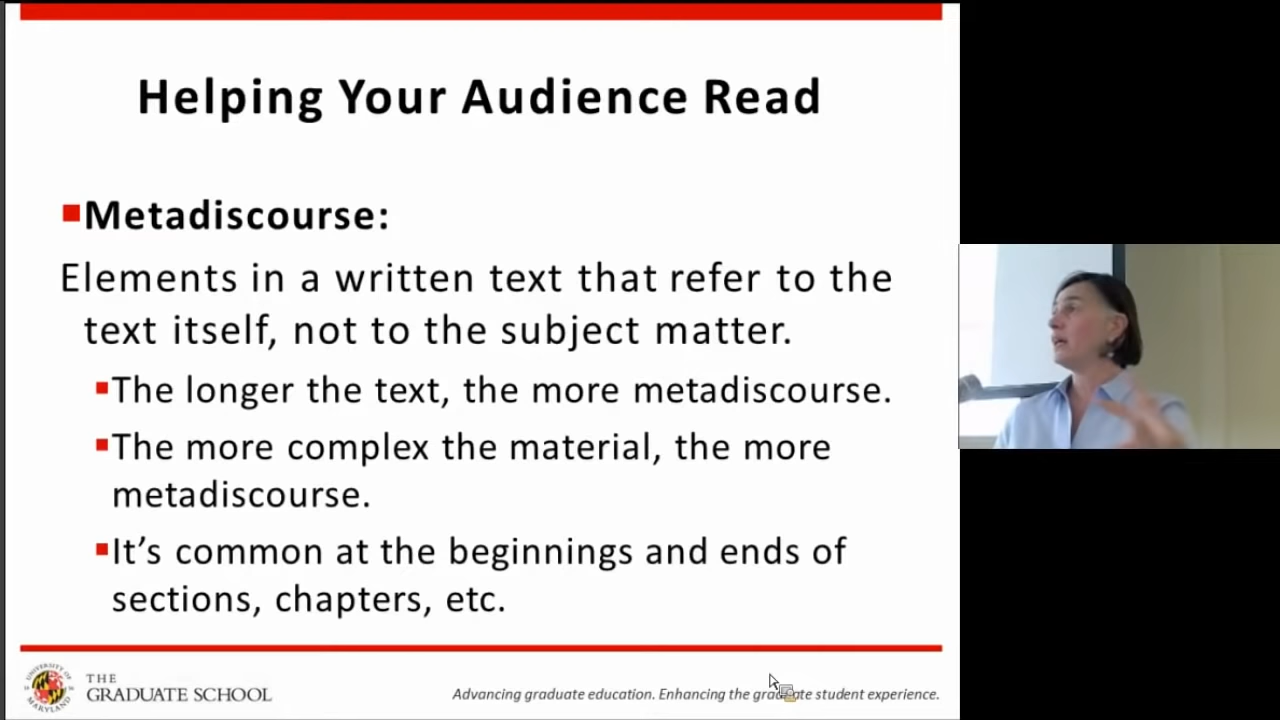 Helping Your Audience Read
Metadiscourse:
Elements in a written text that refer to the
text itself, not to the subject matter.
The longer the text, the more metadiscourse.
The more complex the material, the more
metadiscourse.
It’s common at the beginnings and ends of
sections, chapters, etc.
UNIVERSITY OF
MARYLAND
THE
GRADUATE SCHOOL
Advancing graduate education. Enhancing the graduate student experience.